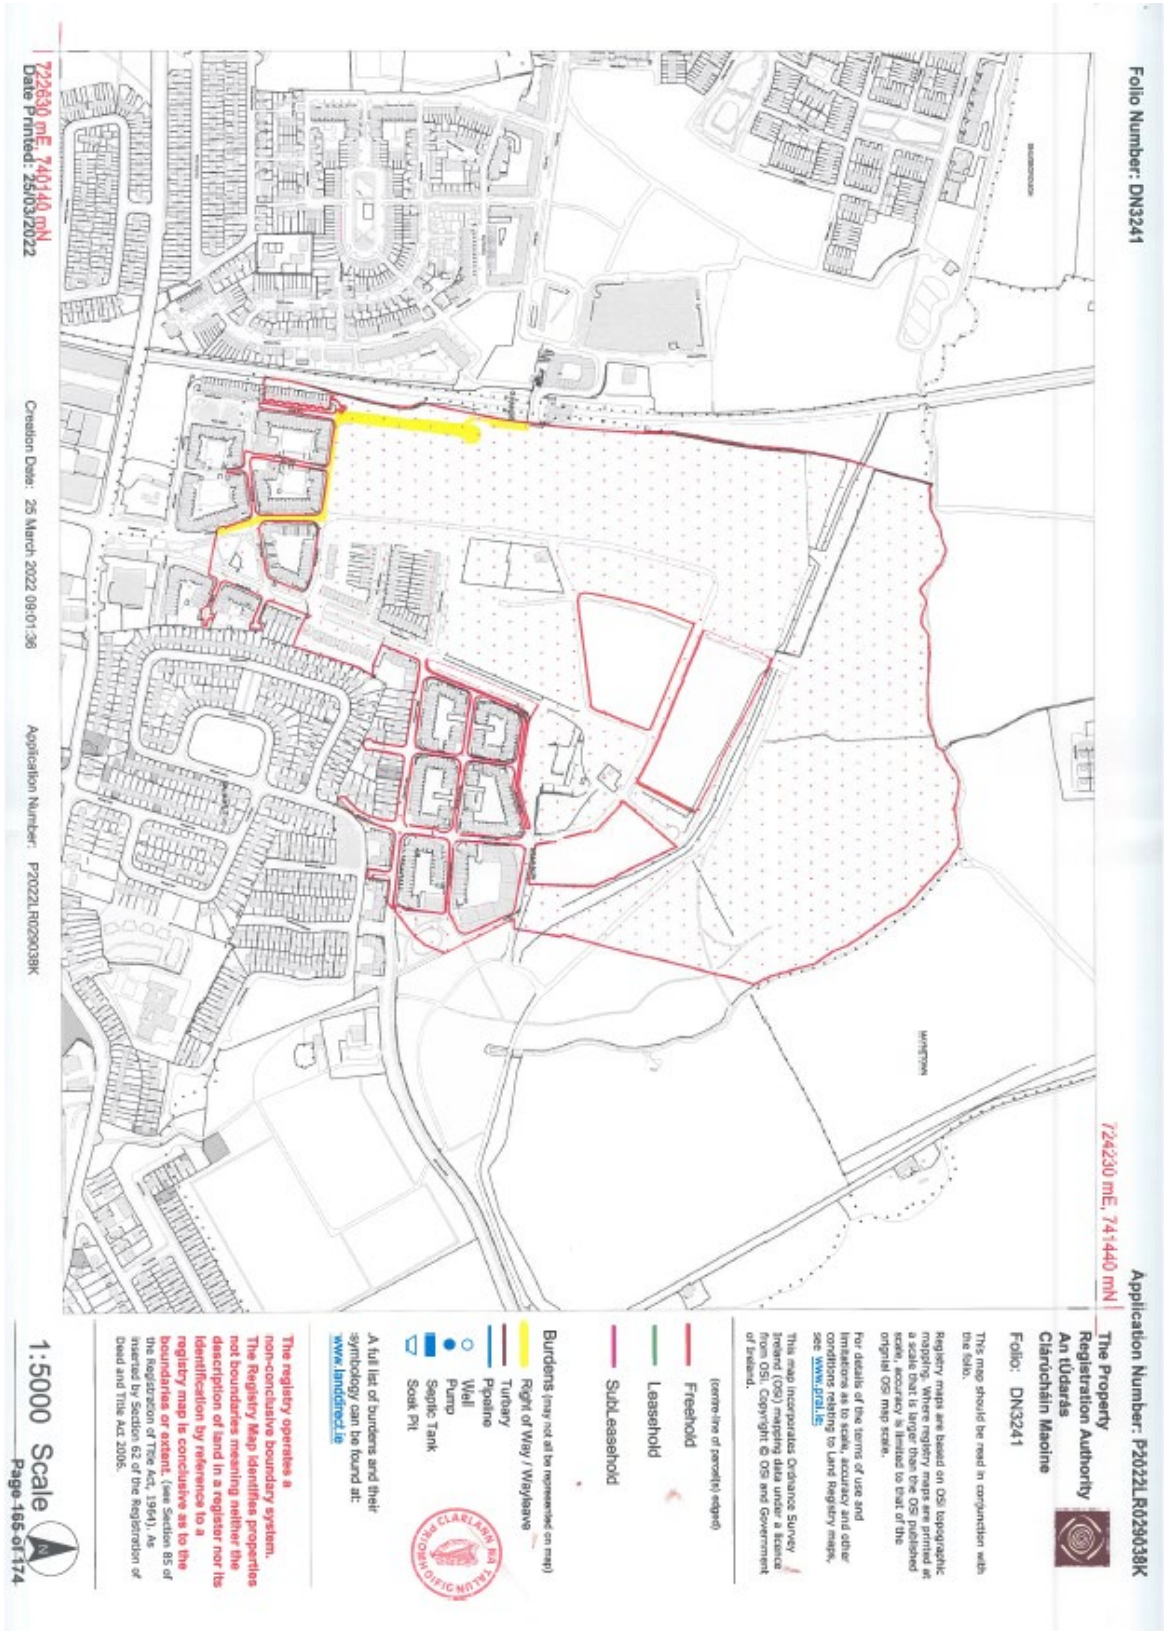 Folio Number: DN3241
Application Number: P2022LR029038K
724230 mE, 741440 mN
The Property
Registration Authority
An tÚdarás
Clárúcháin Maoine
Folio: DN3241
This map should be read in conjunction with
the folio.
Registry maps are based on OSI topographic
mapping. Where registry maps are printed at
a scale that is larger than the OSI published
scale, accuracy is limited to that of the
original OSI map scale.
For details of the terms of use and
limitations as to scale, accuracy and other
conditions relating to Land Registry maps,
see www.prai.ie.
This map incorporates Ordnance Survey
Ireland (OSI) mapping data under a licence
from OSI. Copyright © OSI and Government
of Ireland.
(centre-line of parcel(s) edged)
Freehold
Leasehold
SubLeasehold
Burdens (may not all be represented on map)
Right of Way / Wayleave
Turbary
Pipeline
Well
Pump
Septic Tank
Soak Pit
A full list of burdens and their
symbology can be found at:
www.landdirect.ie
The registry operates a
non-conclusive boundary system.
The Registry Map identifies properties
not boundaries meaning neither the
description of land in a register nor its
identification by reference to a
registry map is conclusive as to the
boundaries or extent. (see Section 85 of
the Registration of Title Act, 1964). As
inserted by Section 62 of the Registration of
Deed and Title Act 2006.
MAYNETOWN
722630 mE, 740140 mN
Date Printed: 25/03/2022
Creation Date: 25 March 2022 09:01:36
Application Number: P2022LR029038K
1:5000 Scale
N
Page 165 of 174